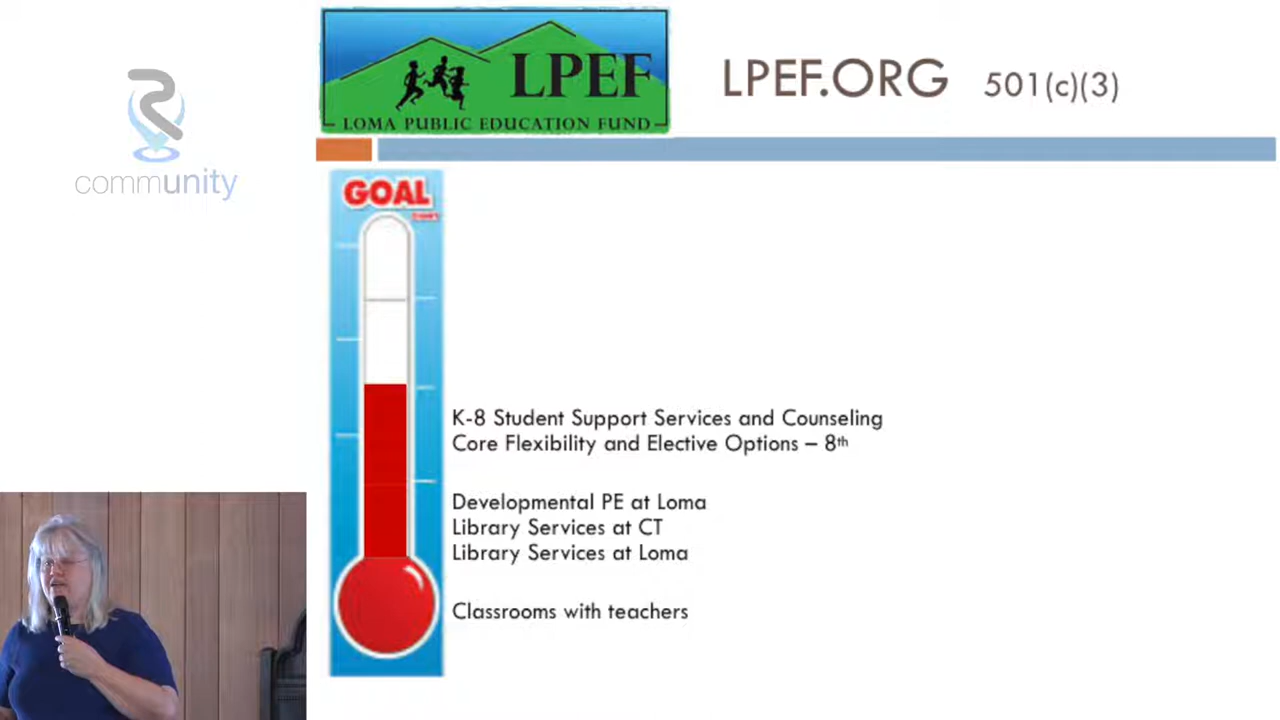 commUNITY
LPEF
LOMA PUBLIC EDUCATION FUND
LPEF.ORG 501(c)(3)
GOAL
K-8 Student Support Services and Counseling
Core Flexibility and Elective Options – 8th
Developmental PE at Loma
Library Services at CT
Library Services at Loma
Classrooms with teachers